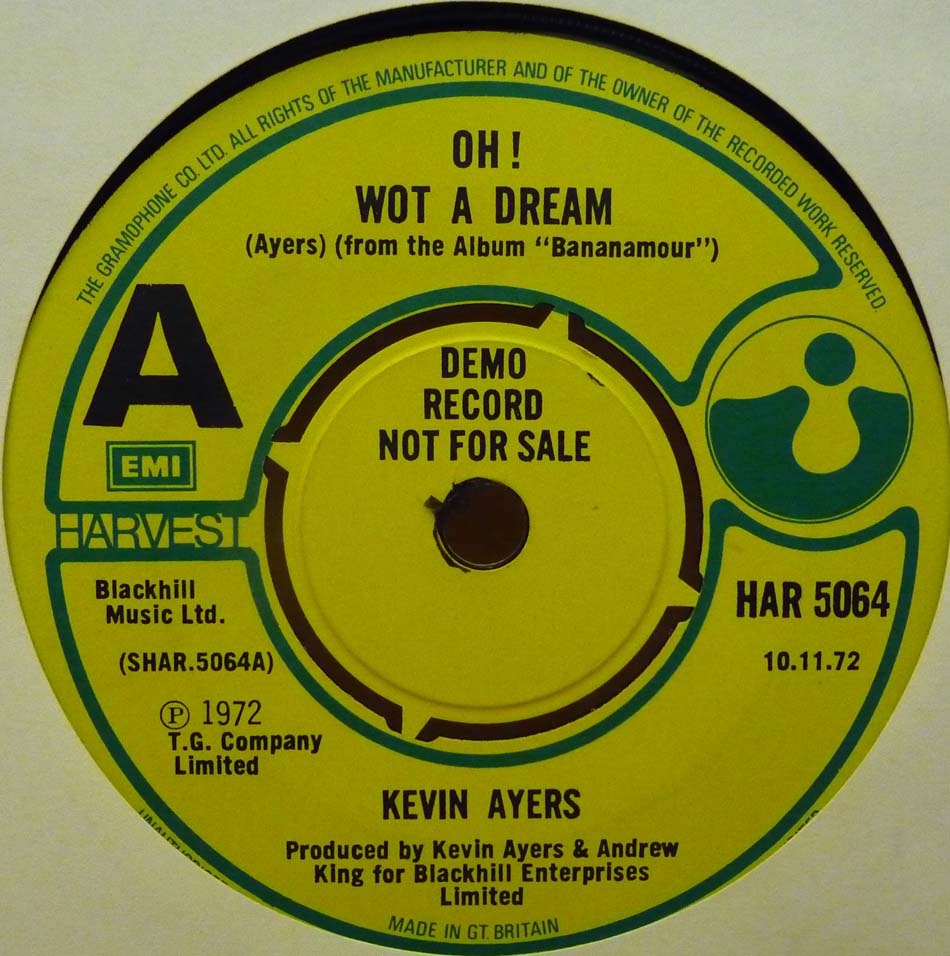 THE GRAMOPHONE CO. LTD. ALL RIGHTS OF THE MANUFACTURER AND OF THE OWNER OF THE RECORDED WORK RESERVED.
OH !
WOT A DREAM
(Ayers) (from the Album "Bananamour")
A
DEMO
RECORD
NOT FOR SALE
EMI
HARVEST
Blackhill
Music Ltd.
(SHAR.5064A)
Ⓟ 1972
T.G. Company
Limited
HAR 5064
10.11.72
KEVIN AYERS
Produced by Kevin Ayers & Andrew
King for Blackhill Enterprises
Limited
MADE IN GT. BRITAIN